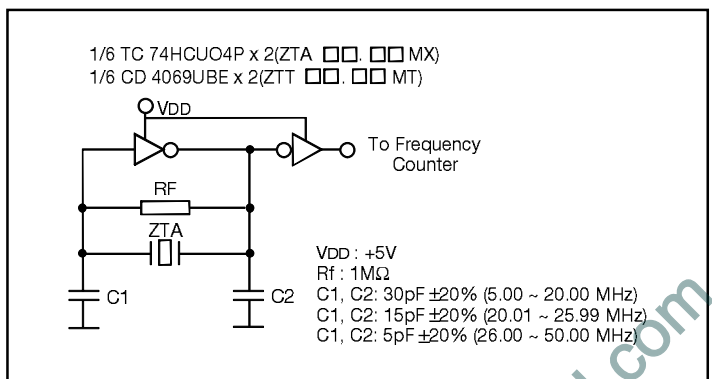 1/6 TC 74HCUO4P x 2(ZTA □□. □□ MX)
1/6 CD 4069UBE x 2(ZTT □□. □□ MT)
VDD
To Frequency
Counter
RF
ZTA
C1
C2
VDD : +5V
Rf : 1MΩ
C1, C2: 30pF ±20% (5.00 ~ 20.00 MHz)
C1, C2: 15pF ±20% (20.01 ~ 25.99 MHz)
C1, C2: 5pF ±20% (26.00 ~ 50.00 MHz)
.com